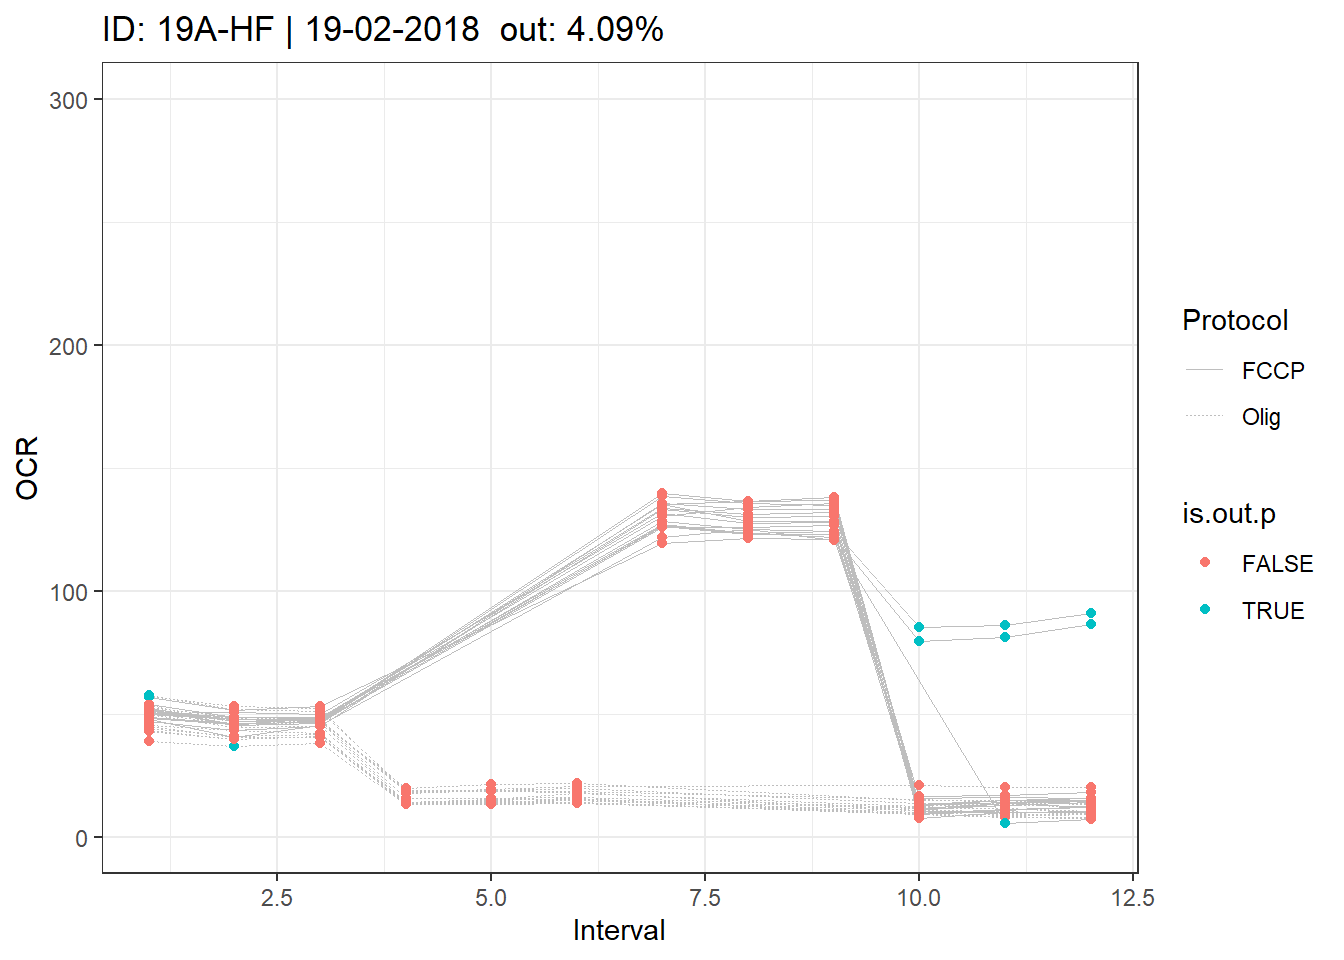 ID: 19A-HF | 19-02-2018  out: 4.09%
300
200
100
0
OCR
2.5
5.0
7.5
10.0
12.5
Interval
Protocol
FCCP
Olig
is.out.p
FALSE
TRUE